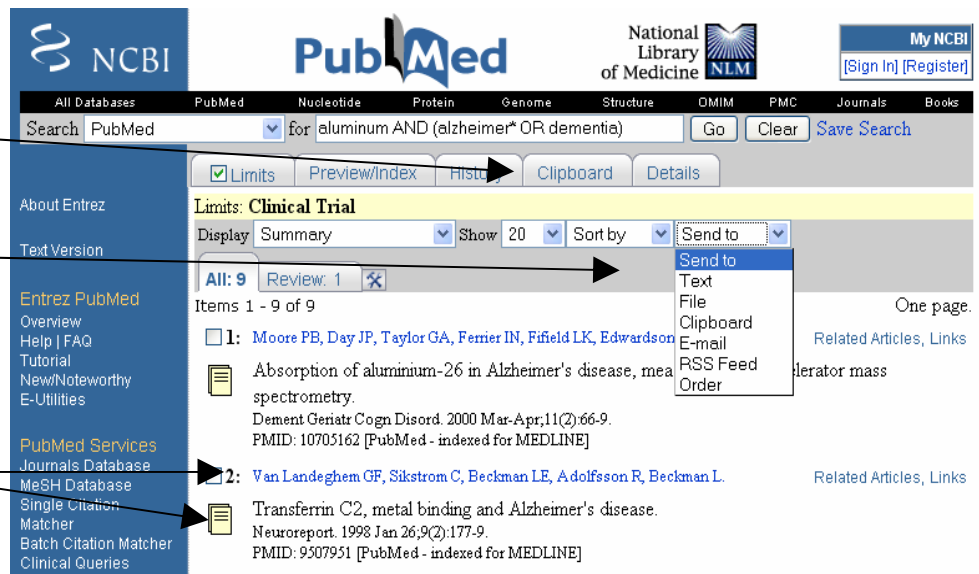 NCBI
PubMed
National
Library
of Medicine NLM
My NCBI
[Sign In] [Register]
All Databases PubMed Nucleotide Protein Genome Structure OMIM PMC Journals Books
Search PubMed for aluminum AND (alzheimer* OR dementia) Go Clear Save Search
Limits Preview/Index History Clipboard Details
About Entrez
Text Version
Entrez PubMed
Overview
Help | FAQ
Tutorial
New/Noteworthy
E-Utilities
PubMed Services
Journals Database
MeSH Database
Single Citation
Matcher
Batch Citation Matcher
Clinical Queries
Limits: Clinical Trial
Display Summary Show 20 Sort by Send to
Send to
Text
File
Clipboard
E-mail
RSS Feed
Order
All: 9 Review: 1
Items 1 - 9 of 9 One page.
1: Moore PB, Day JP, Taylor GA, Ferrier IN, Fifield LK, Edwardson Related Articles, Links
Absorption of aluminium-26 in Alzheimer's disease, mea lerator mass
spectrometry.
Dement Geriatr Cogn Disord. 2000 Mar-Apr;11(2):66-9.
PMID: 10705162 [PubMed - indexed for MEDLINE]
2: Van Landeghem GF, Sikstrom C, Beckman LE, Adolfsson R, Beckman L. Related Articles, Links
Transferrin C2, metal binding and Alzheimer's disease.
Neuroreport. 1998 Jan 26;9(2):177-9.
PMID: 9507951 [PubMed - indexed for MEDLINE]